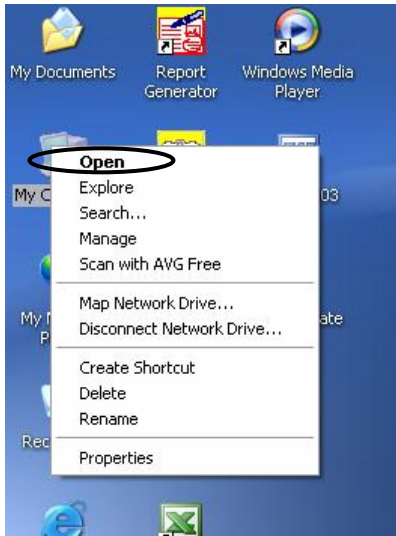 My Documents Report Windows Media
Generator Player
Open
My C
Explore
03
Search...
Manage
Scan with AVG Free
Map Network Drive...
My
ate
Disconnect Network Drive...
P
Create Shortcut
Delete
Rename
Rec
Properties